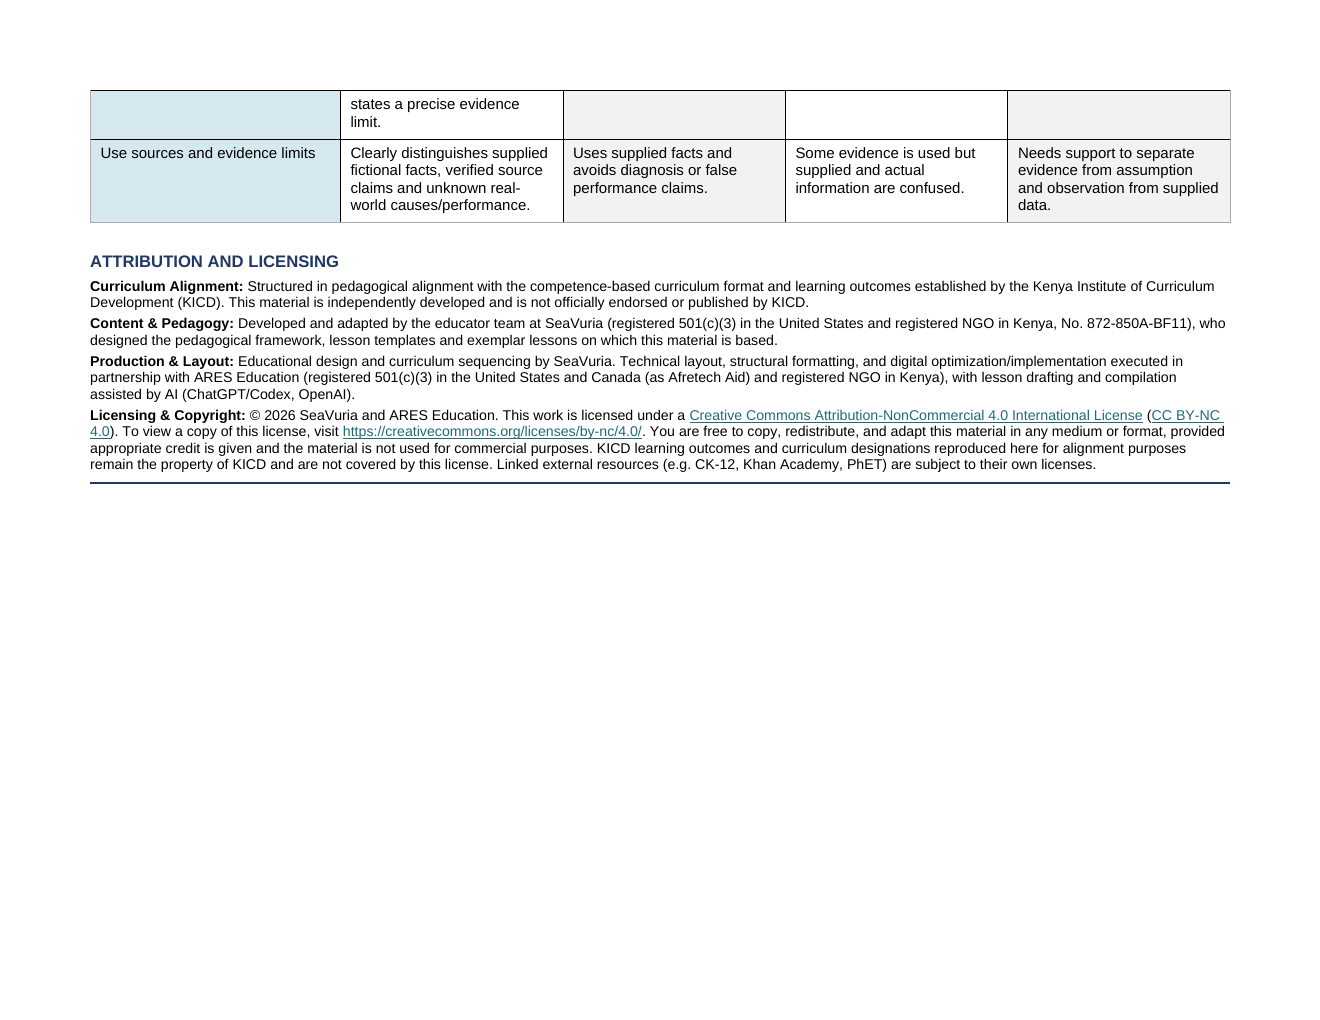 states a precise evidence
limit.
Use sources and evidence limits
Clearly distinguishes supplied
fictional facts, verified source
claims and unknown real-
world causes/performance.
Uses supplied facts and
avoids diagnosis or false
performance claims.
Some evidence is used but
supplied and actual
information are confused.
Needs support to separate
evidence from assumption
and observation from supplied
data.
ATTRIBUTION AND LICENSING
Curriculum Alignment: Structured in pedagogical alignment with the competence-based curriculum format and learning outcomes established by the Kenya Institute of Curriculum
Development (KICD). This material is independently developed and is not officially endorsed or published by KICD.
Content & Pedagogy: Developed and adapted by the educator team at SeaVuria (registered 501(c)(3) in the United States and registered NGO in Kenya, No. 872-850A-BF11), who
designed the pedagogical framework, lesson templates and exemplar lessons on which this material is based.
Production & Layout: Educational design and curriculum sequencing by SeaVuria. Technical layout, structural formatting, and digital optimization/implementation executed in
partnership with ARES Education (registered 501(c)(3) in the United States and Canada (as Afretech Aid) and registered NGO in Kenya), with lesson drafting and compilation
assisted by AI (ChatGPT/Codex, OpenAI).
Licensing & Copyright: © 2026 SeaVuria and ARES Education. This work is licensed under a Creative Commons Attribution-NonCommercial 4.0 International License (CC BY-NC
4.0). To view a copy of this license, visit https://creativecommons.org/licenses/by-nc/4.0/. You are free to copy, redistribute, and adapt this material in any medium or format, provided
appropriate credit is given and the material is not used for commercial purposes. KICD learning outcomes and curriculum designations reproduced here for alignment purposes
remain the property of KICD and are not covered by this license. Linked external resources (e.g. CK-12, Khan Academy, PhET) are subject to their own licenses.